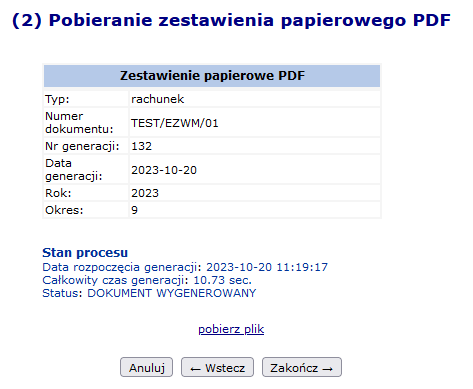 (2) Pobieranie zestawienia papierowego PDF
Zestawienie papierowe PDF
Typ: rachunek
Numer dokumentu: TEST/EZWM/01
Nr generacji: 132
Data generacji: 2023-10-20
Rok: 2023
Okres: 9
Stan procesu
Data rozpoczęcia generacji: 2023-10-20 11:19:17
Całkowity czas generacji: 10.73 sec.
Status: DOKUMENT WYGENEROWANY
pobierz plik
Anuluj ← Wstecz Zakończ →